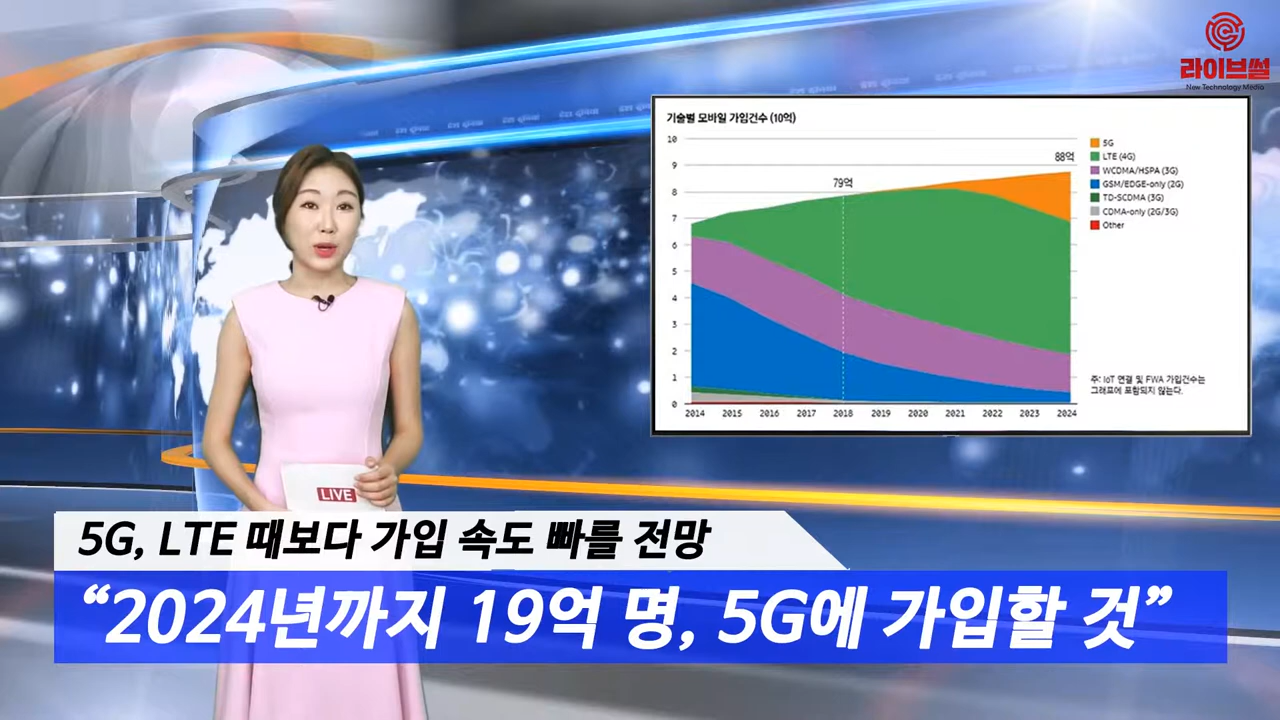 라이브썰
New Technology Media
기술별 모바일 가입건수 (10억)
10
9
8
7
6
5
4
3
2
1
0
79억
88억
2014 2015 2016 2017 2018 2019 2020 2021 2022 2023 2024
5G
LTE (4G)
WCDMA/HSPA (3G)
GSM/EDGE-only (2G)
TD-SCDMA (3G)
CDMA-only (2G/3G)
Other
주: IoT 연결 및 FWA 가입건수는
그래프에 포함되지 않는다.
LIVE
5G, LTE 때보다 가입 속도 빠를 전망
“2024년까지 19억 명, 5G에 가입할 것”